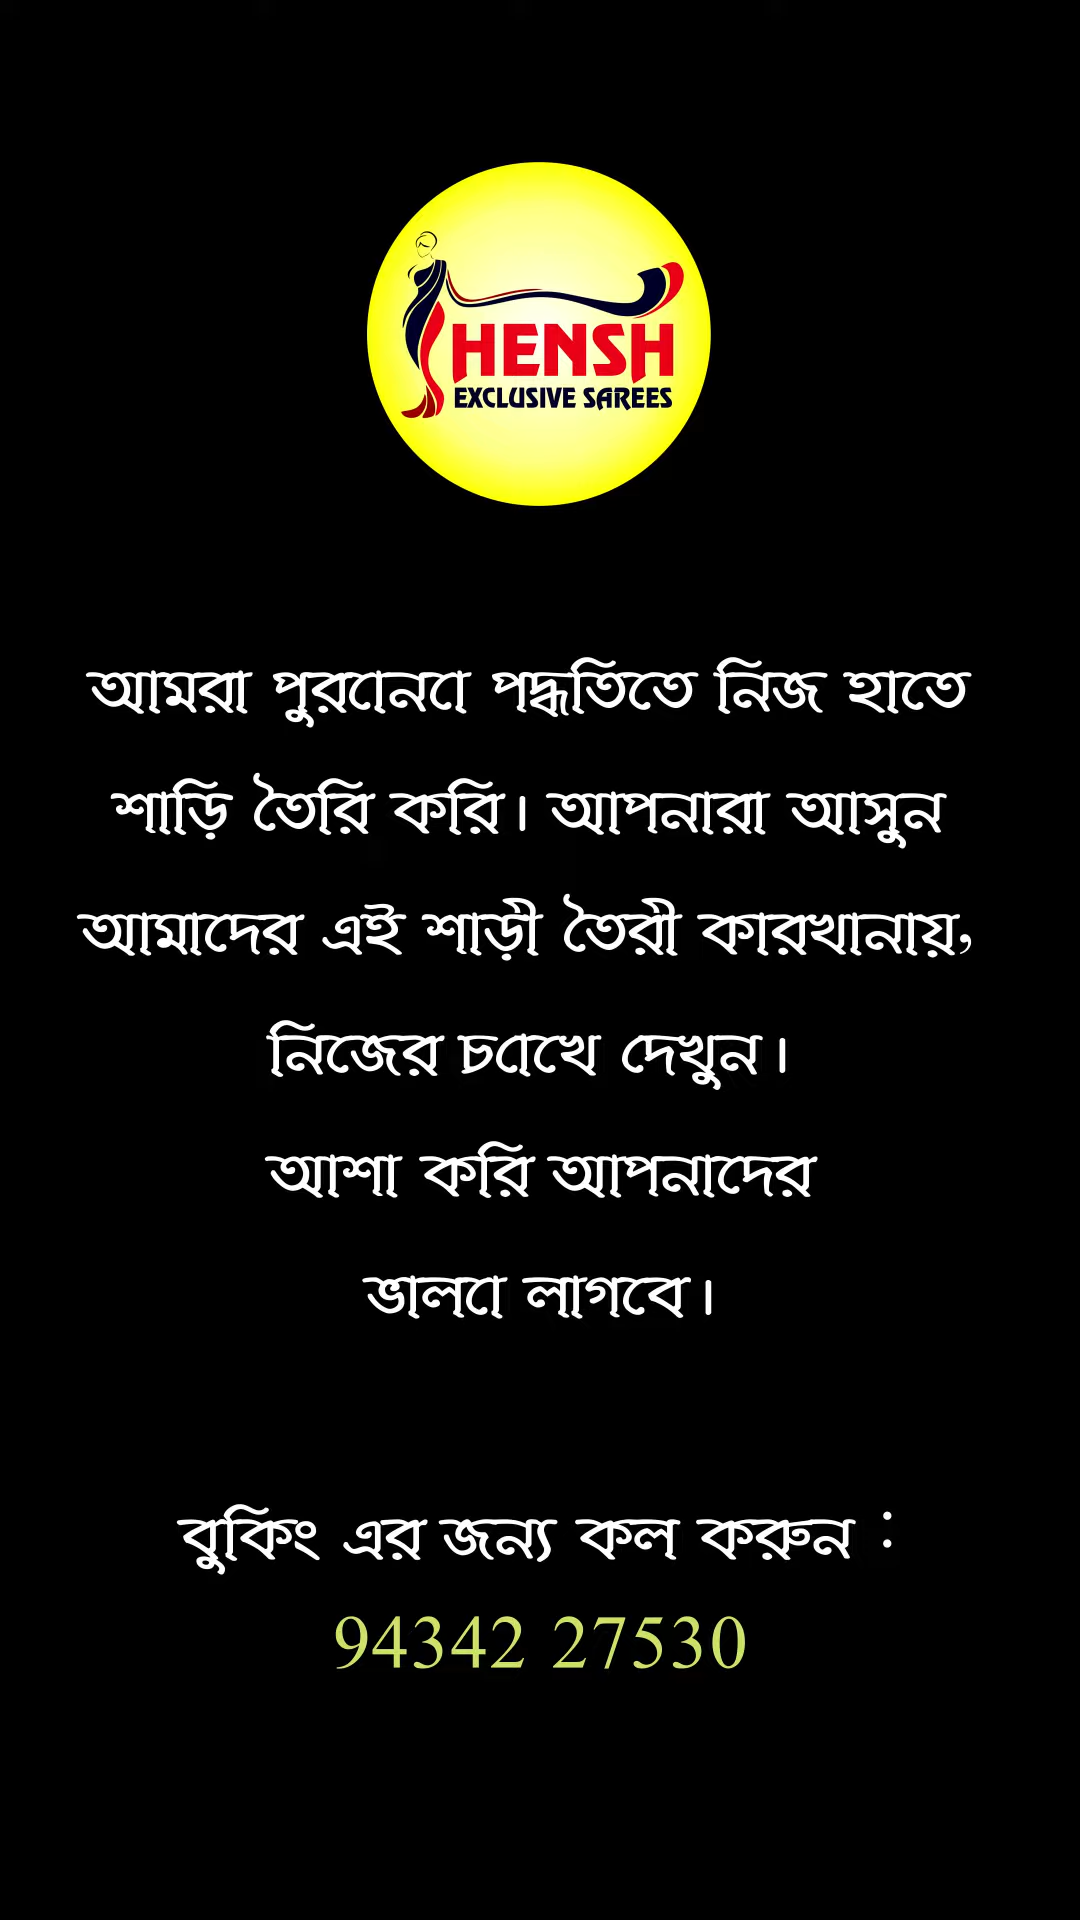 HENSH
EXCLUSIVE SAREES
আমরা পুরানো পদ্ধতিতে নিজ হাতে
শাড়ি তৈরি করি। আপনারা আসুন
আমাদের এই শাড়ী তৈরী কারখানায়,
নিজের চোখে দেখুন।
আশা করি আপনাদের
ভালো লাগবে।
বুকিং এর জন্য কল করুন :
94342 27530